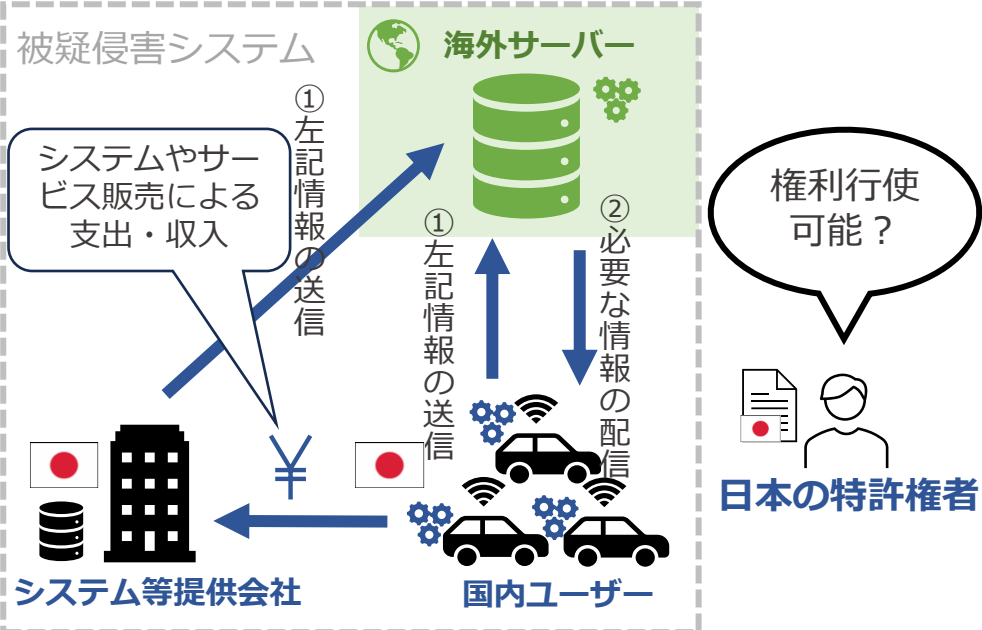 被疑侵害システム
海外サーバー
①左記情報の送信
システムやサー
ビス販売による
支出・収入
①左記情報の送信
②必要な情報の配信
権利行使
可能？
¥
日本の特許権者
システム等提供会社
国内ユーザー